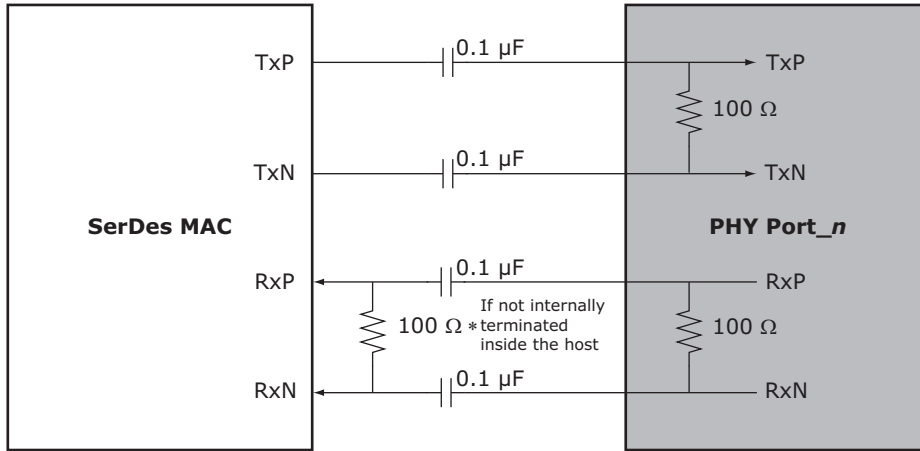 0.1 µF
TxP
TxP
100 Ω
0.1 µF
TxN
TxN
SerDes MAC
PHY Port_n
0.1 µF
RxP
RxP
If not internally
100 Ω * terminated
inside the host
100 Ω
0.1 µF
RxN
RxN